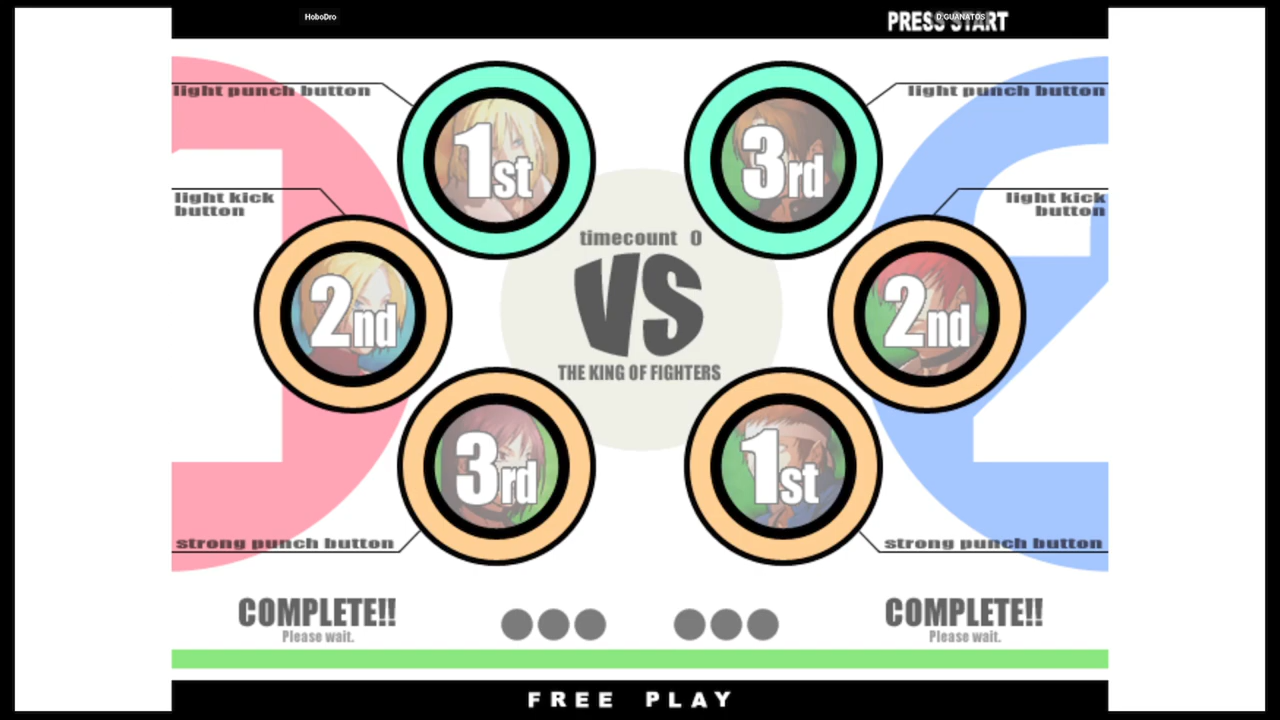 HoboDro
PRESS START
D.GUANATOS
light punch button
light punch button
1st
3rd
light kick
button
light kick
button
timecount 0
VS
THE KING OF FIGHTERS
2nd
2nd
3rd
1st
strong punch button
strong punch button
COMPLETE!!
Please wait.
COMPLETE!!
Please wait.
FREE PLAY